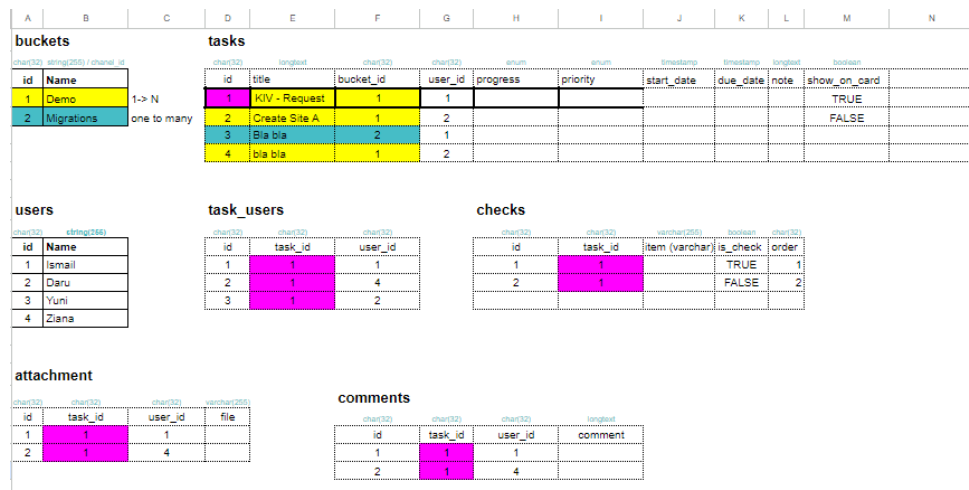 A B C D E F G H I J K L M N
buckets tasks
char(32) string(255) / chanel_id char(32) longtext char(32) char(32) enum enum timestamp timestamp longtext boolean
id Name id title bucket_id user_id progress priority start_date due_date note show_on_card
1 Demo 1-> N 1 KIV - Request 1 1 TRUE
2 Migrations one to many 2 Create Site A 1 2 FALSE
3 Bla bla 2 1
4 bla bla 1 2
users task_users checks
char(32) string(255) char(32) char(32) char(32) char(32) char(32) varchar(255) boolean char(32)
id Name id task_id user_id id task_id item (varchar) is_check order
1 Ismail 1 1 1 1 1 TRUE 1
2 Daru 2 1 4 2 1 FALSE 2
3 Yuni 3 1 2
4 Ziana
attachment
comments
char(32) char(32) char(32) varchar(255)
id task_id user_id file
1 1 1
2 1 4
char(32) char(32) char(32) longtext
id task_id user_id comment
1 1 1
2 1 4